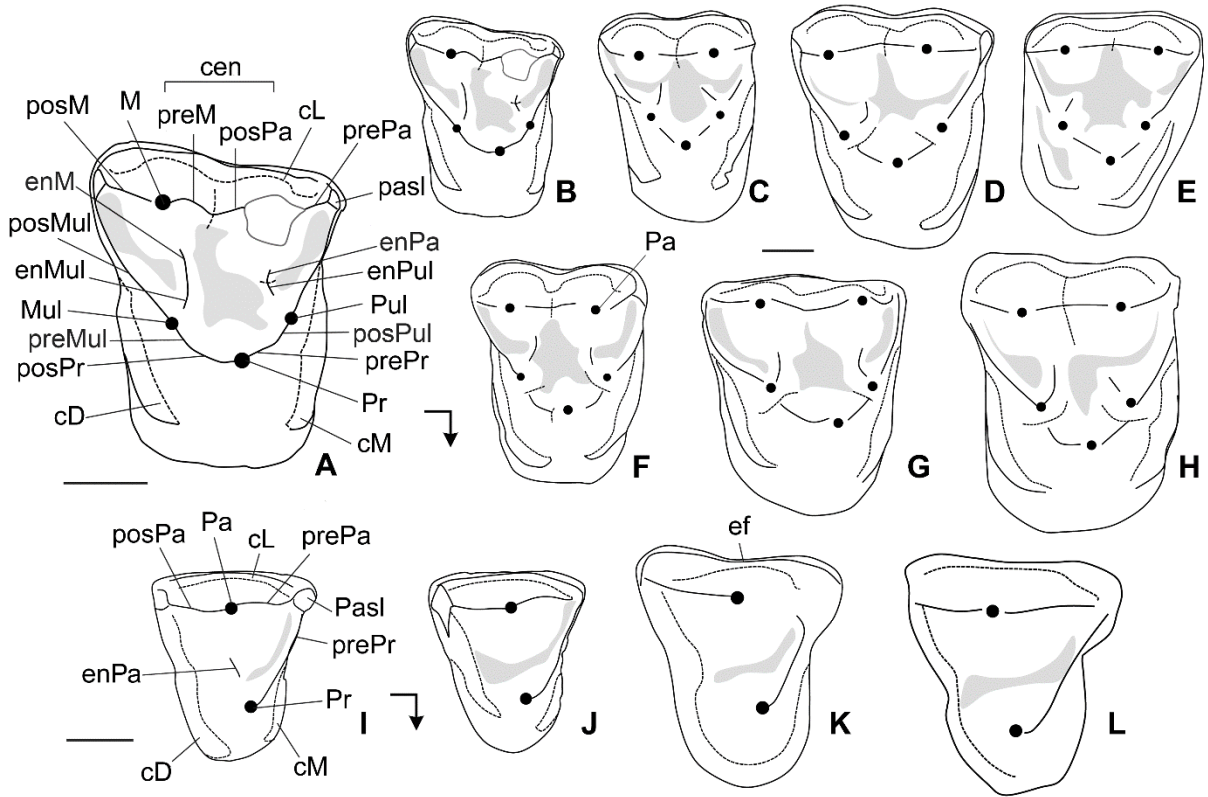 cen
posM
M
preM
posPa
cL
prePa
pasl
enM
posMul
enMul
Mul
preMul
posPr
cD
enPa
enPul
Pul
posPul
prePr
Pr
cM
A
B
C
D
E
Pa
F
G
H
posPa
Pa
cL
prePa
Pasl
prePr
enPa
Pr
cD
cM
I
J
ef
K
L